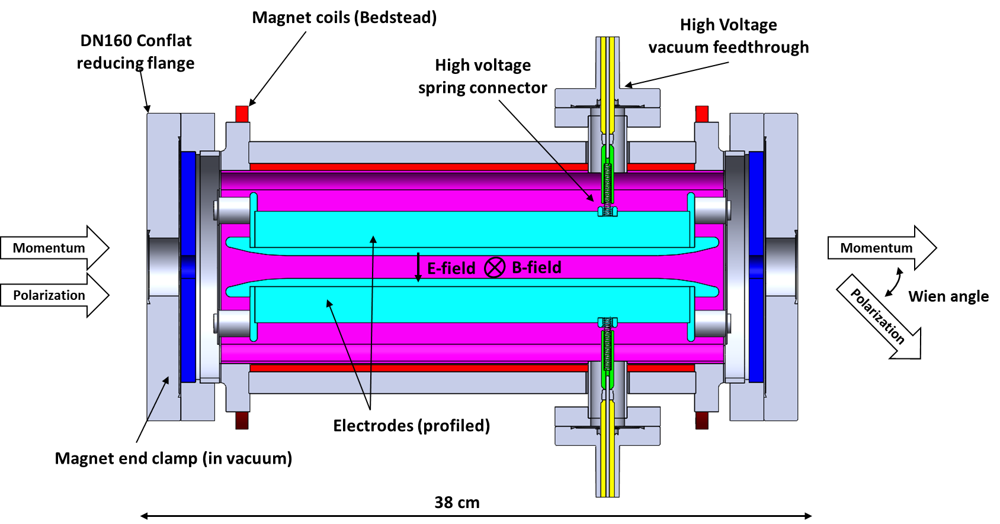 Magnet coils (Bedstead)
High Voltage
vacuum feedthrough
DN160 Conflat
reducing flange
High voltage
spring connector
Momentum
Polarization
E-field
B-field
Momentum
Polarization
Wien angle
Electrodes (profiled)
Magnet end clamp (in vacuum)
38 cm